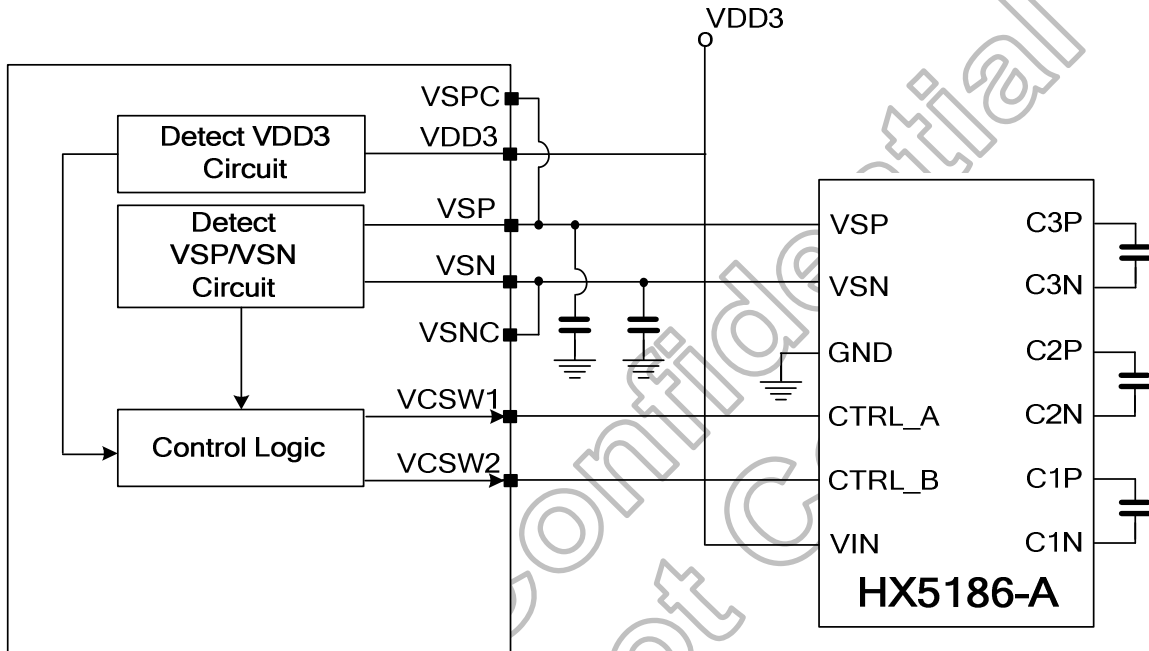 VDD3
VSPC
VDD3
VSP
VSN
VSNC
VCSW1
VCSW2
Detect VDD3
Circuit
Detect
VSP/VSN
Circuit
Control Logic
VSP
VSN
GND
CTRL_A
CTRL_B
VIN
C3P
C3N
C2P
C2N
C1P
C1N
HX5186-A
Confidential